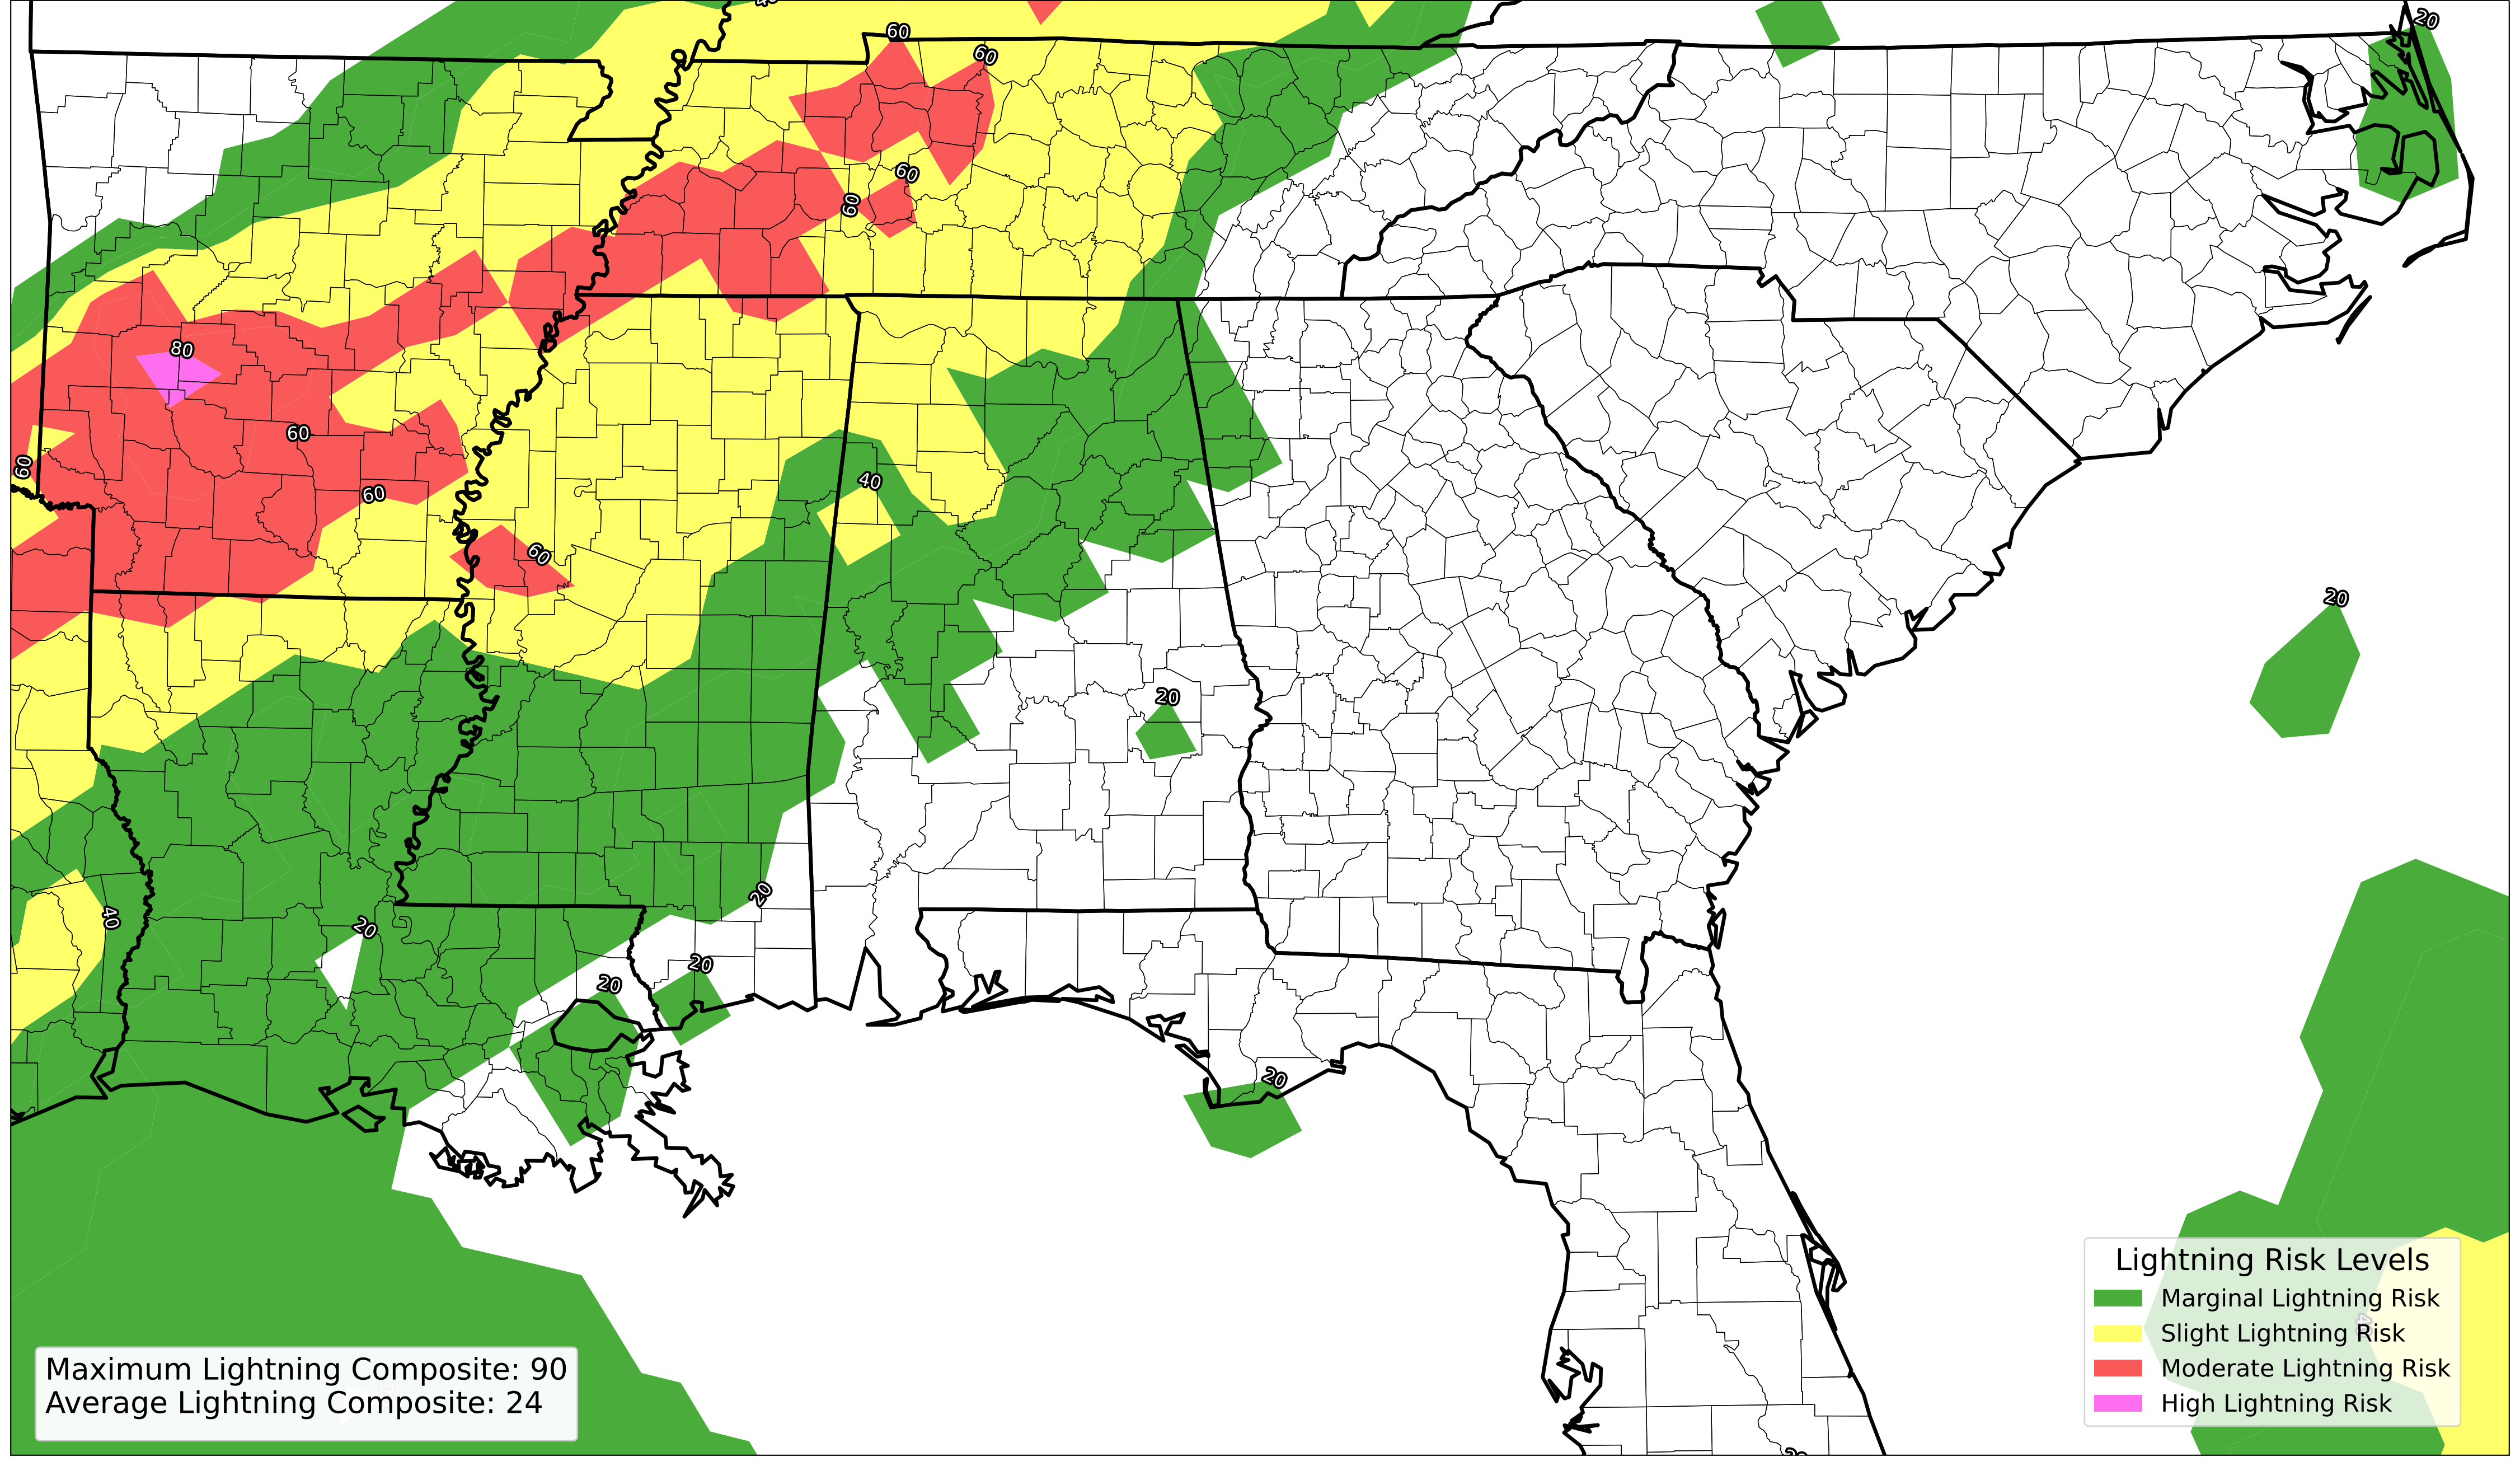 20
60
60
60
60
80
60
60
60
40
60
20
20
20
40
20
20
20
20
Lightning Risk Levels
Marginal Lightning Risk
Slight Lightning Risk
Moderate Lightning Risk
High Lightning Risk
Maximum Lightning Composite: 90
Average Lightning Composite: 24